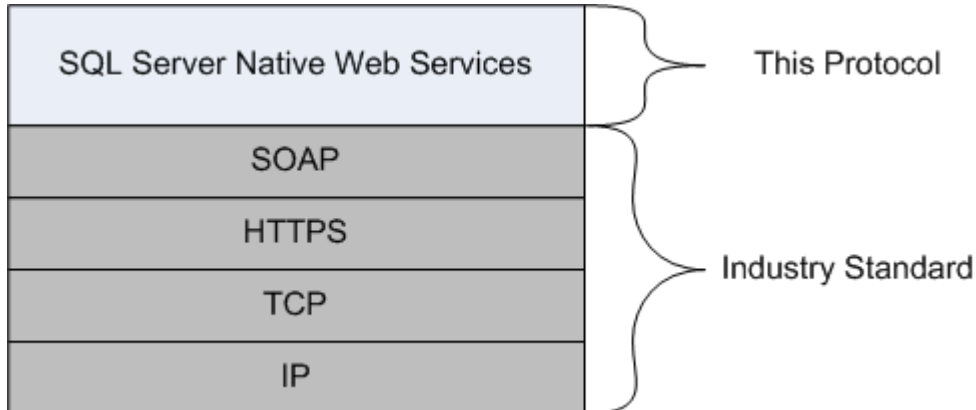 SQL Server Native Web Services
This Protocol
SOAP
HTTPS
TCP
IP
Industry Standard